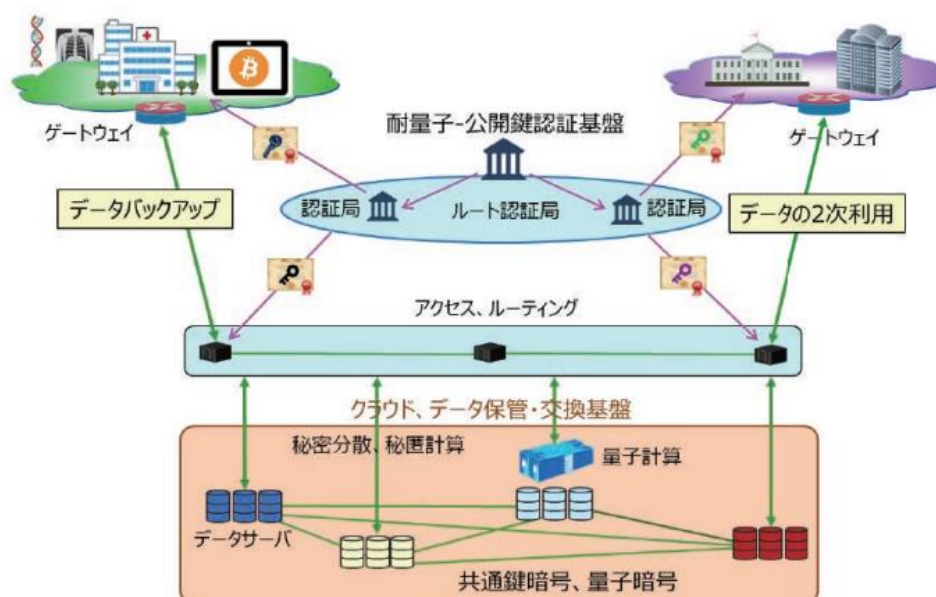 ゲートウェイ
耐量子-公開鍵認証基盤
ゲートウェイ
データバックアップ
認証局
ルート認証局
認証局
データの2次利用
アクセス、ルーティング
クラウド、データ保管・交換基盤
秘密分散、秘匿計算
量子計算
データサーバ
共通鍵暗号、量子暗号